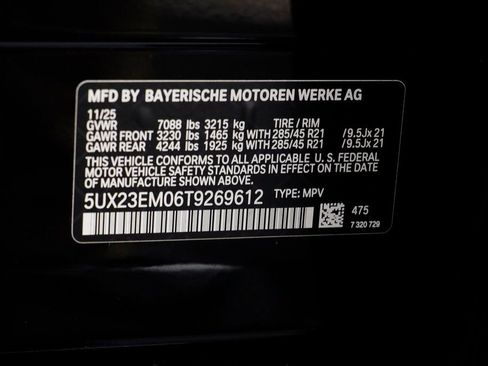 MFD BY BAYERISCHE MOTOREN WERKE AG
11/25
GVWR 7088 lbs 3215 kg TIRE / RIM
GAWR FRONT 3230 lbs 1465 kg WITH 285/45 R21 /9.5Jx 21
GAWR REAR 4244 lbs 1925 kg WITH 285/45 R21 /9.5Jx 21
THIS VEHICLE CONFORMS TO ALL APPLICABLE U. S. FEDERAL
MOTOR VEHICLE SAFETY STANDARDS IN EFFECT ON
THE DATE OF MANUFACTURE SHOWN ABOVE.
5UX23EM06T9269612 TYPE: MPV
475
7 320 729